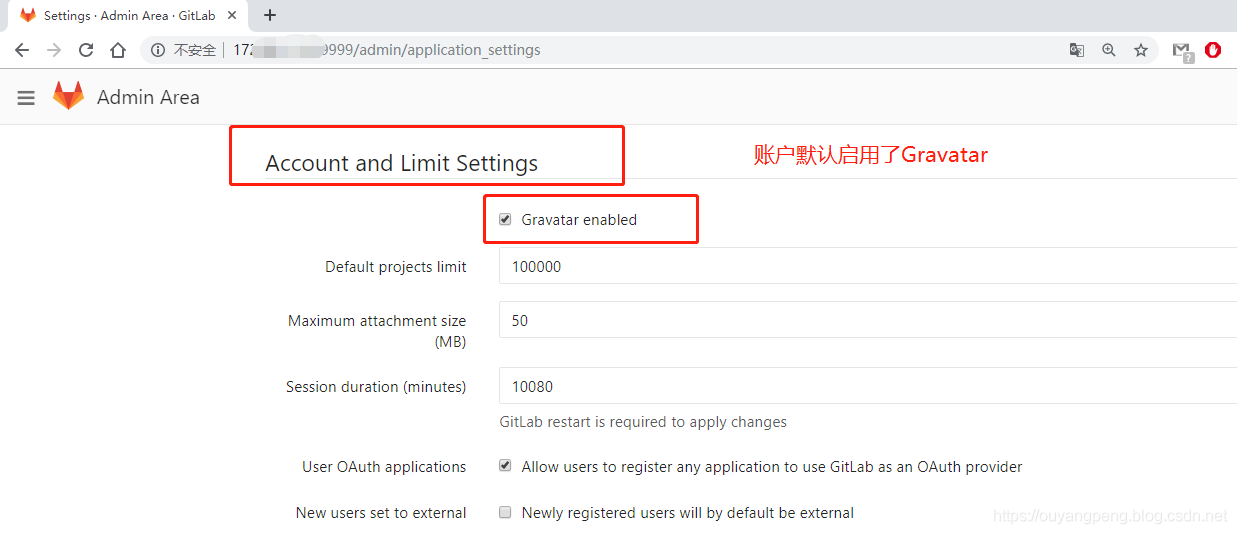 Settings · Admin Area · GitLab
不安全 | 172 9999/admin/application_settings
Admin Area
Account and Limit Settings
账户默认启用了Gravatar
Gravatar enabled
Default projects limit
100000
Maximum attachment size
(MB)
50
Session duration (minutes)
10080
GitLab restart is required to apply changes
User OAuth applications
Allow users to register any application to use GitLab as an OAuth provider
New users set to external
Newly registered users will by default be external
https://ouyangpeng.blog.csdn.net